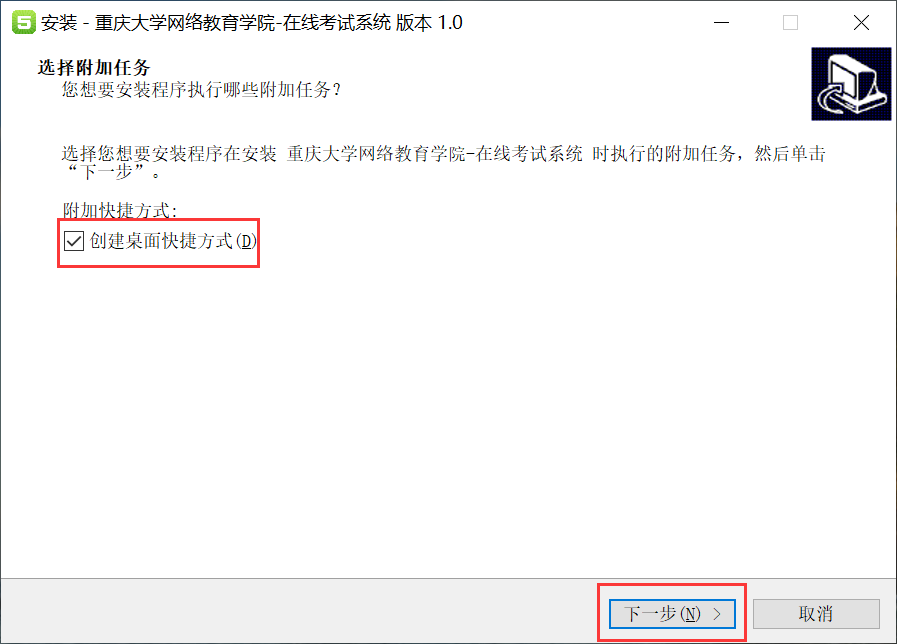 安装 - 重庆大学网络教育学院-在线考试系统 版本 1.0
选择附加任务
您想要安装程序执行哪些附加任务？
选择您想要安装程序在安装 重庆大学网络教育学院-在线考试系统 时执行的附加任务，然后单击
“下一步”。
附加快捷方式:
创建桌面快捷方式(D)
下一步(N) >
取消